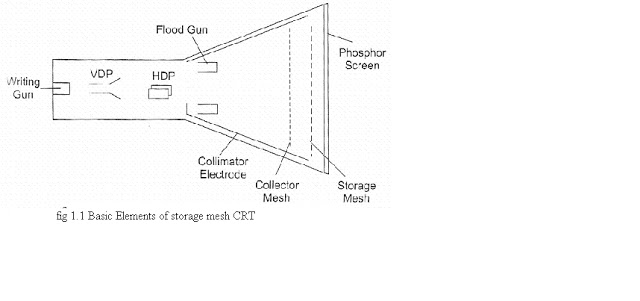 Flood Gun
Phosphor
Screen
Writing
Gun
VDP
HDP
Collimator
Electrode
Collector
Mesh
Storage
Mesh
fig 1.1 Basic Elements of storage mesh CRT